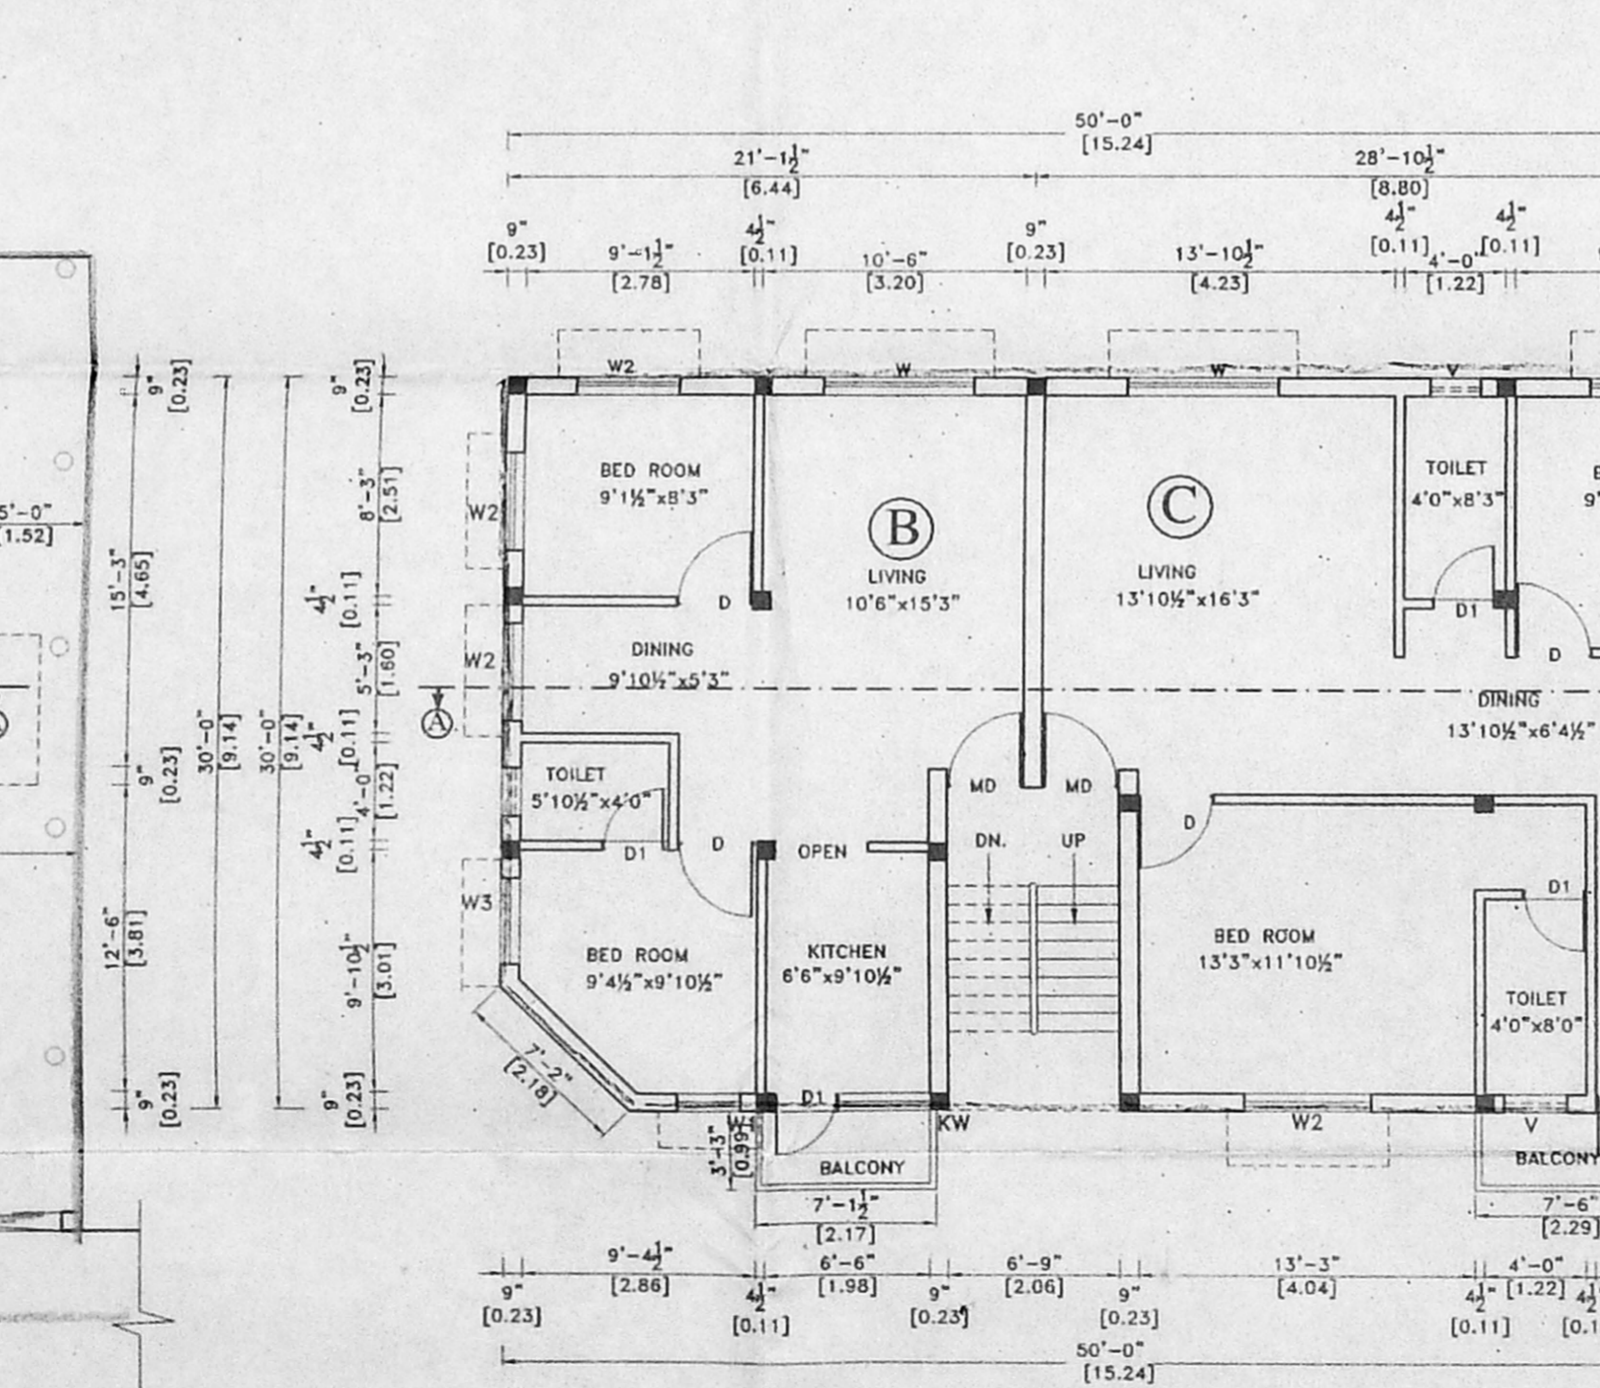 50'-0"
[15.24]
21'-1½"
[6.44]
28'-10½"
[8.80]
9"
[0.23]
9'-1½"
[2.78]
4½"
[0.11]
10'-6"
[3.20]
9"
[0.23]
13'-10½"
[4.23]
4½"
[0.11]
4'-0"
[1.22]
4½"
[0.11]
W2
W
W
V
9"
[0.23]
9"
[0.23]
BED ROOM
9'1½"x8'3"
B
LIVING
10'6"x15'3"
C
LIVING
13'10½"x16'3"
TOILET
4'0"x8'3"
D1
D
D
W2
8'-3"
[2.51]
5'-0"
[1.52]
15'-3"
[4.65]
4½"
[0.11]
DINING
9'10½"x5'3"
W2
5'-3"
[1.60]
A
DINING
13'10½"x6'4½"
30'-0"
[9.14]
30'-0"
[9.14]
4½"
[0.11]
9"
[0.23]
4'-0"
[1.22]
TOILET
5'10½"x4'0"
MD
MD
D1
D
OPEN
DN.
UP
D
4½"
[0.11]
W3
12'-6"
[3.81]
9'-10½"
[3.01]
BED ROOM
9'4½"x9'10½"
KITCHEN
6'6"x9'10½"
BED ROOM
13'3"x11'10½"
D1
TOILET
4'0"x8'0"
7'-2"
[2.18]
9"
[0.23]
9"
[0.23]
D1
W
KW
W2
V
3'-3"
[0.99]
BALCONY
BALCONY
7'-1½"
[2.17]
7'-6"
[2.29]
9"
[0.23]
9'-4½"
[2.86]
4½"
[0.11]
6'-6"
[1.98]
9"
[0.23]
6'-9"
[2.06]
9"
[0.23]
13'-3"
[4.04]
4½"
[0.11]
4'-0"
[1.22]
50'-0"
[15.24]